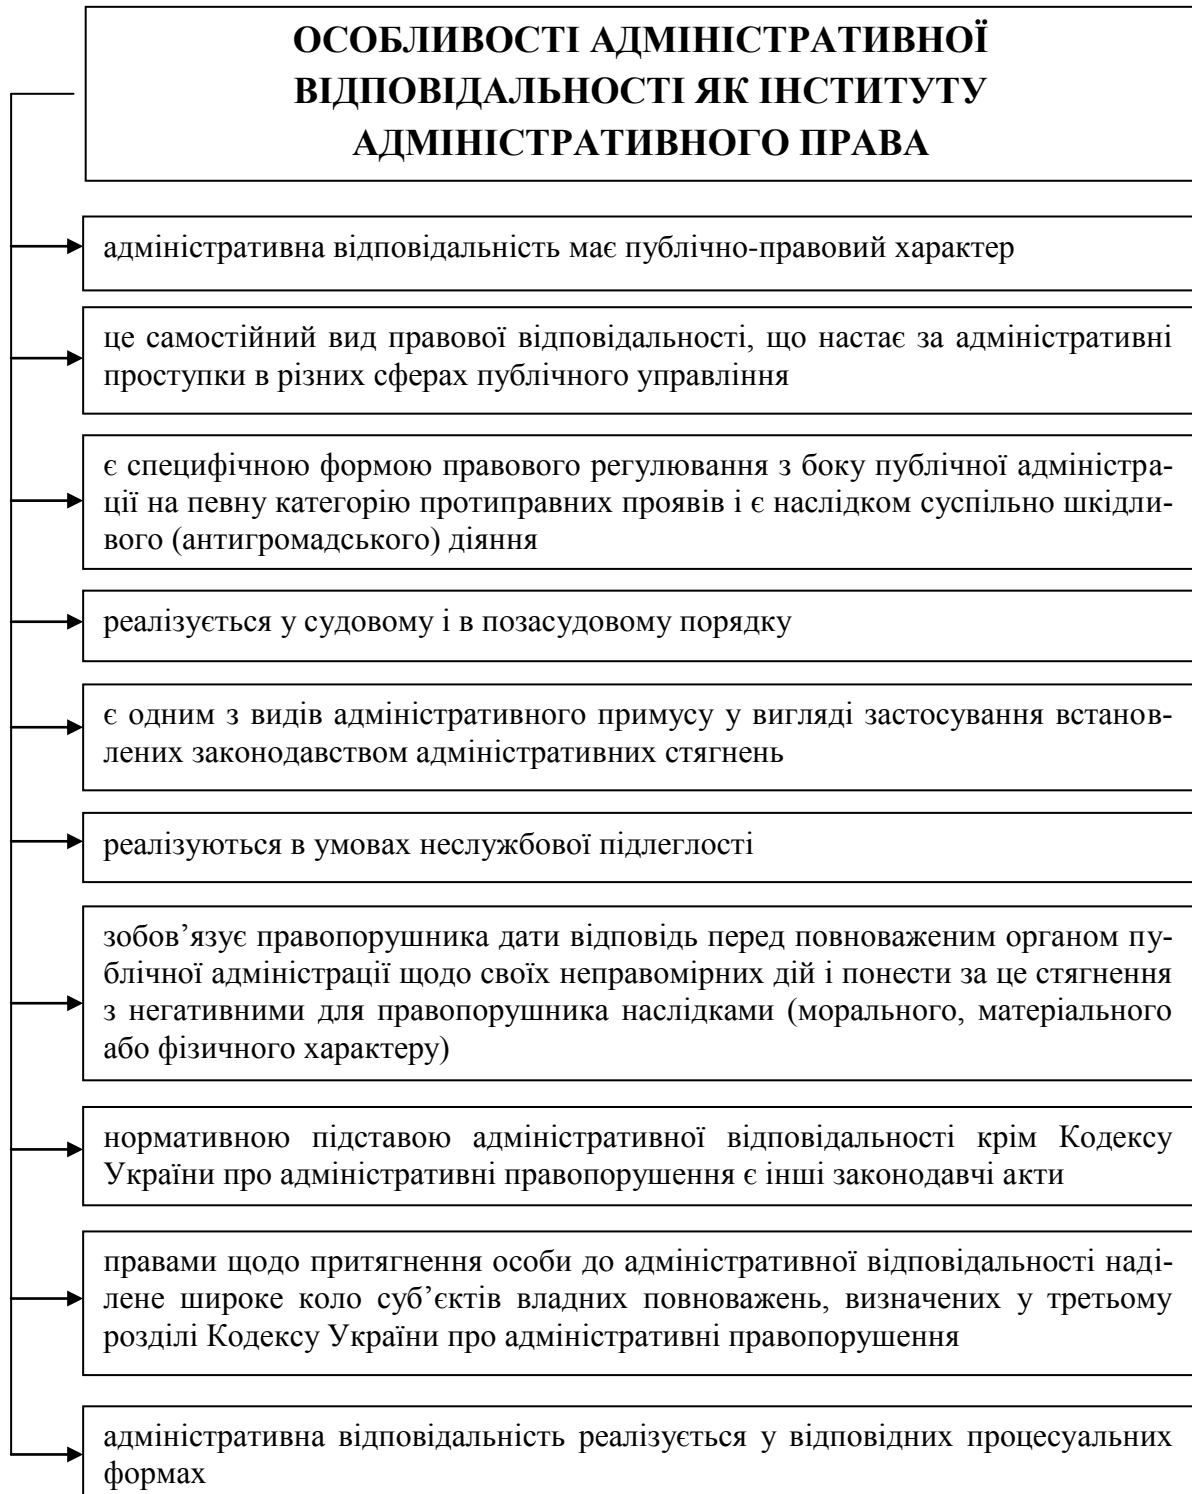 ОСОБЛИВОСТІ АДМІНІСТРАТИВНОЇ
ВІДПОВІДАЛЬНОСТІ ЯК ІНСТИТУТУ
АДМІНІСТРАТИВНОГО ПРАВА
адміністративна відповідальність має публічно-правовий характер
це самостійний вид правової відповідальності, що настає за адміністративні
проступки в різних сферах публічного управління
є специфічною формою правового регулювання з боку публічної адміністра-
ції на певну категорію протиправних проявів і є наслідком суспільно шкідли-
вого (антигромадського) діяння
реалізується у судовому і в позасудовому порядку
є одним з видів адміністративного примусу у вигляді застосування встанов-
лених законодавством адміністративних стягнень
реалізуються в умовах неслужбової підлеглості
зобов’язує правопорушника дати відповідь перед повноваженим органом пу-
блічної адміністрації щодо своїх неправомірних дій і понести за це стягнення
з негативними для правопорушника наслідками (морального, матеріального
або фізичного характеру)
нормативною підставою адміністративної відповідальності крім Кодексу
України про адміністративні правопорушення є інші законодавчі акти
правами щодо притягнення особи до адміністративної відповідальності наді-
лене широке коло суб’єктів владних повноважень, визначених у третьому
розділі Кодексу України про адміністративні правопорушення
адміністративна відповідальність реалізується у відповідних процесуальних
формах